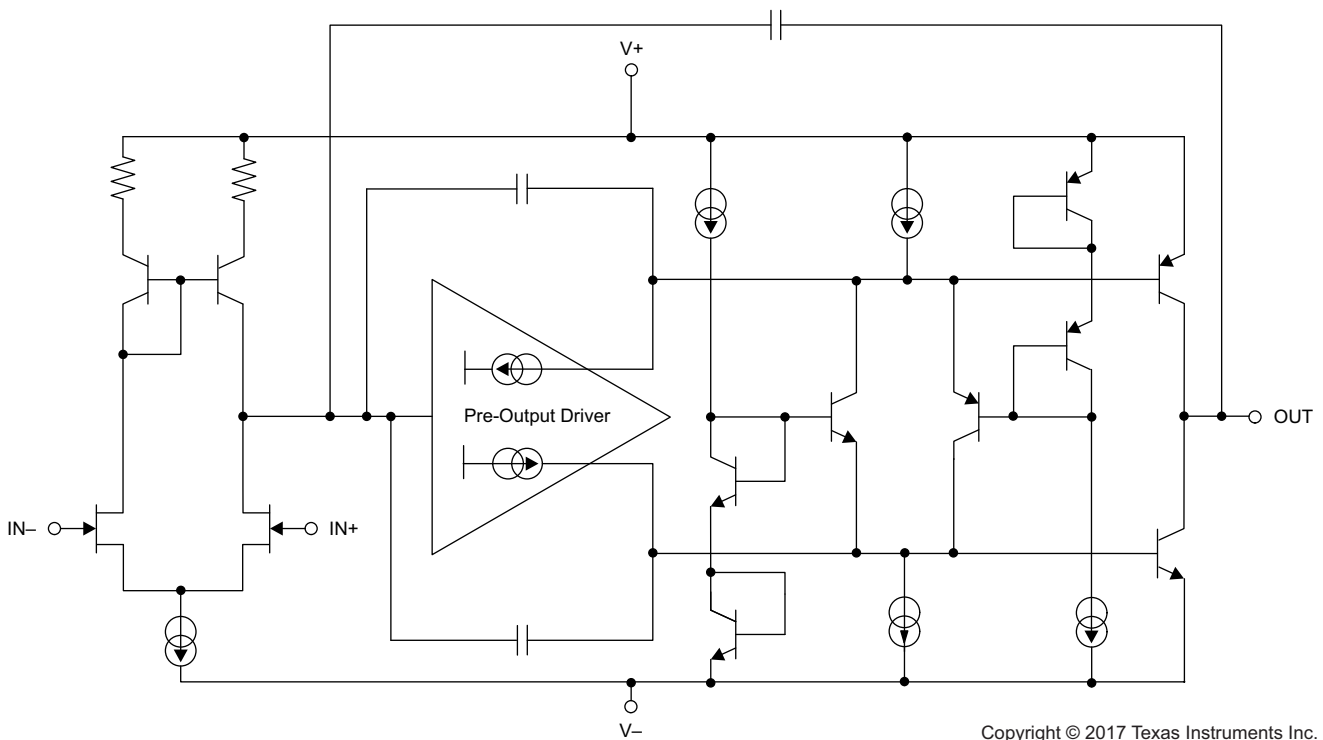 V+
Pre-Output Driver
OUT
IN–
IN+
V–
Copyright © 2017 Texas Instruments Inc.